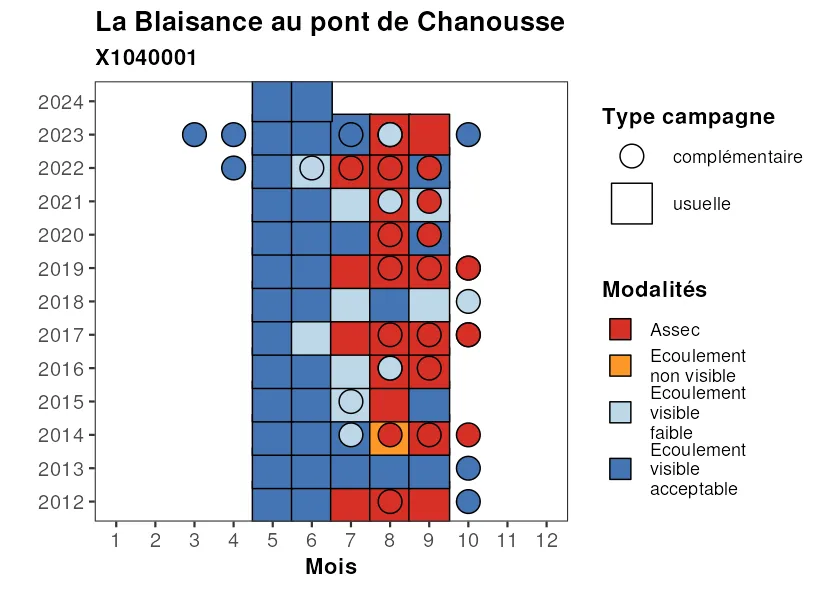 La Blaisance au pont de Chanousse
X1040001
2024
2023
2022
2021
2020
2019
2018
2017
2016
2015
2014
2013
2012
1 2 3 4 5 6 7 8 9 10 11 12
Mois
Type campagne
complémentaire
usuelle
Modalités
Assec
Ecoulement
non visible
Ecoulement
visible
faible
Ecoulement
visible
acceptable